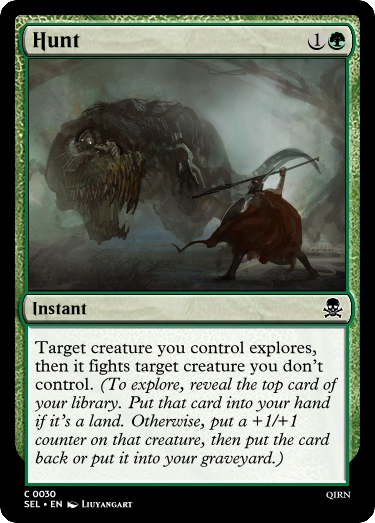 Hunt 1
Instant
Target creature you control explores,
then it fights target creature you don't
control. (To explore, reveal the top card of
your library. Put that card into your hand
if it's a land. Otherwise, put a +1/+1
counter on that creature, then put the card
back or put it into your graveyard.)
C 0030
SEL • EN LIUYANGART
QIRN